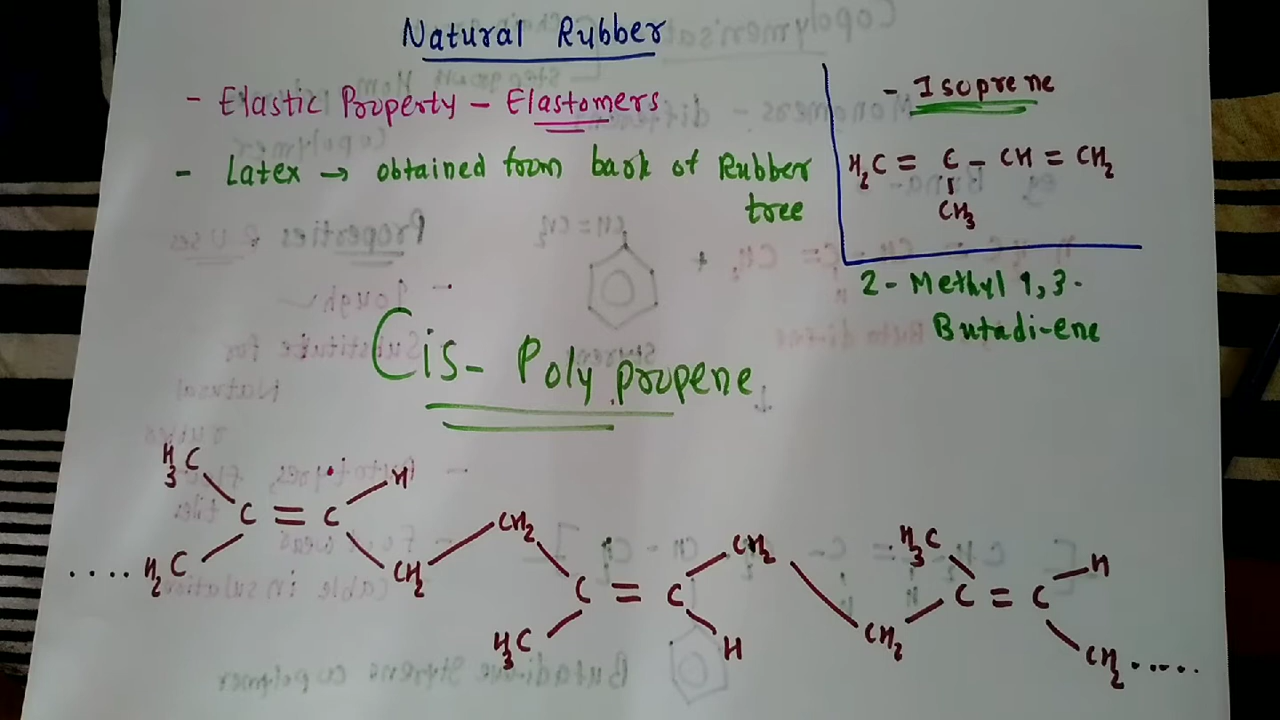 Natural Rubber
- Elastic Property - Elastomers
- Latex → obtained from bark of Rubber
tree
- Isoprene
H₂C = C - CH = CH₂
CH₃
2- Methyl 1,3-
Butadi-ene
Cis- Poly propene
H₃C H
C = C
....H₂C CH₂
CH₂
C = C
H₃C H
CH₂
CH₂
H₃C H
C = C
CH₂.....